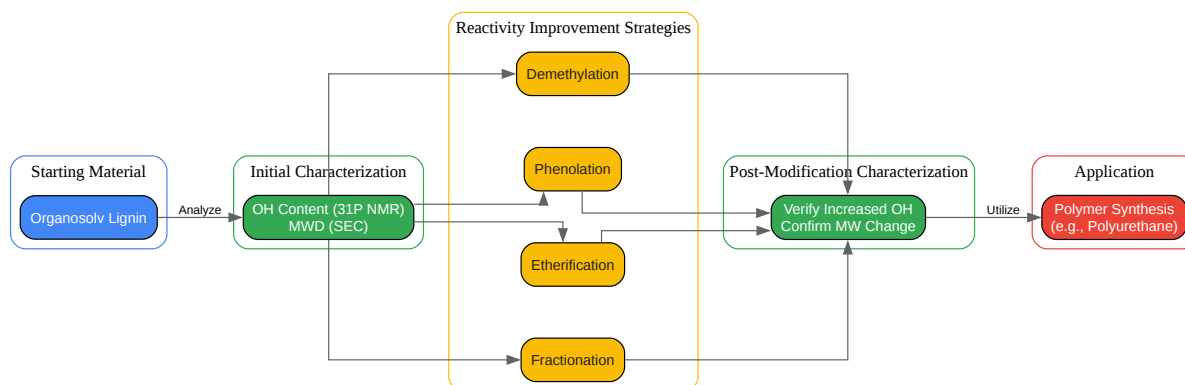 Reactivity Improvement Strategies
Demethylation
Starting Material
Organosolv Lignin
Analyze
Initial Characterization
OH Content (31P NMR)
MWD (SEC)
Phenolation
Etherification
Fractionation
Post-Modification Characterization
Verify Increased OH
Confirm MW Change
Utilize
Application
Polymer Synthesis
(e.g., Polyurethane)